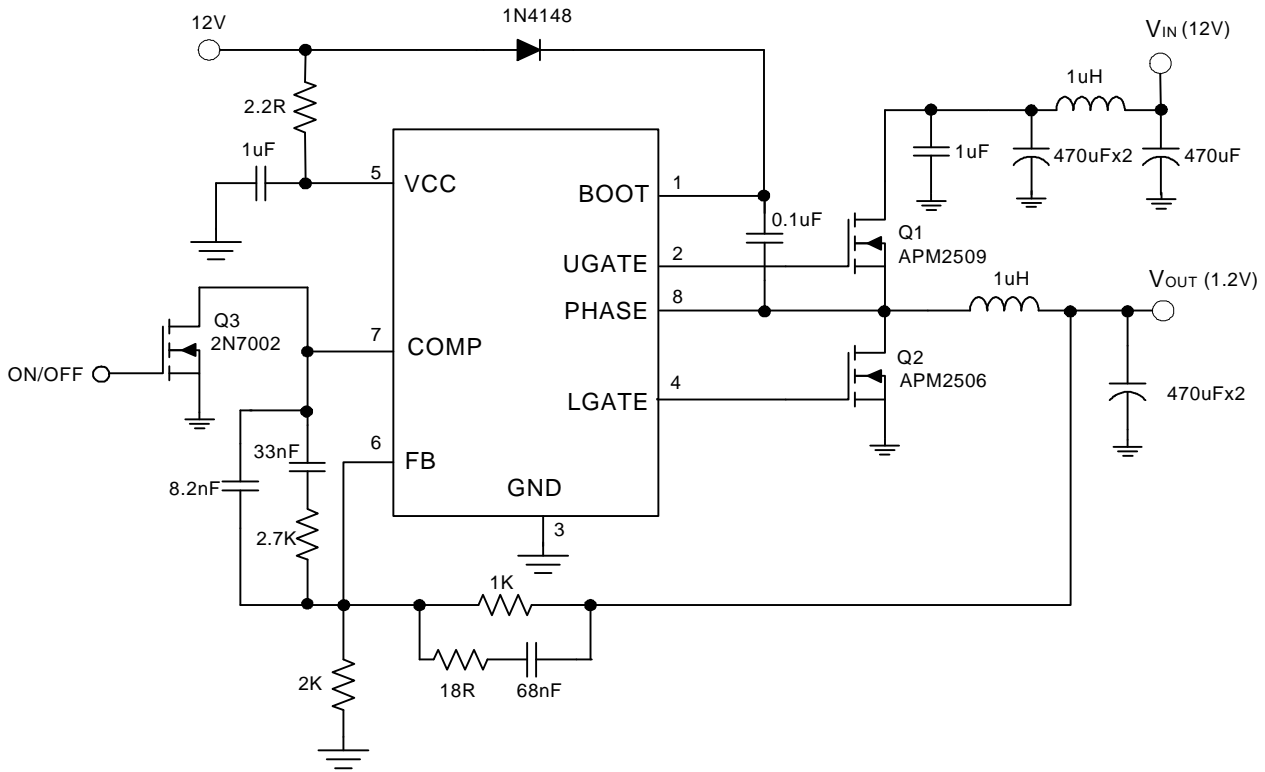 12V
1N4148
VIN (12V)
2.2R
1uH
1uF
1uF
470uFx2
470uF
5
VCC
BOOT
1
0.1uF
UGATE
2
Q1
APM2509
PHASE
8
1uH
VOUT (1.2V)
Q3
2N7002
7
COMP
ON/OFF
Q2
APM2506
LGATE
4
470uFx2
6
FB
33nF
8.2nF
GND
3
2.7K
1K
2K
18R
68nF